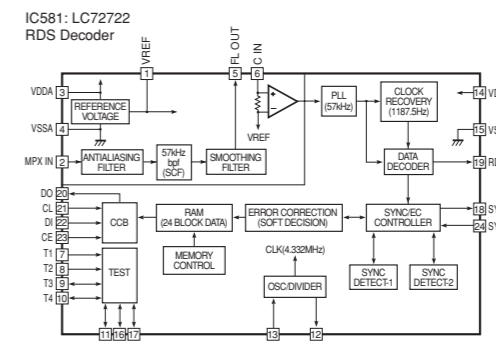 IC581: LC72722
RDS Decoder
VREF
FL OUT
C IN
1
5
6
VDDA
3
REFERENCE
VOLTAGE
VSSA
4
VREF
+
–
PLL
(57kHz)
CLOCK
RECOVERY
(1187.5Hz)
14
15
MPX IN
2
ANTIALIASING
FILTER
57kHz
bpf
(SCF)
SMOOTHING
FILTER
DATA
DECODER
19
DO
20
CL
21
DI
22
CE
23
CCB
RAM
(24 BLOCK DATA)
ERROR CORRECTION
(SOFT DECISION)
SYNC/EC
CONTROLLER
18
24
T1
7
T2
8
T3
9
T4
10
TEST
MEMORY
CONTROL
CLK(4.332MHz)
OSC/DIVIDER
SYNC
DETECT-1
SYNC
DETECT-2
11
16
17
13
12